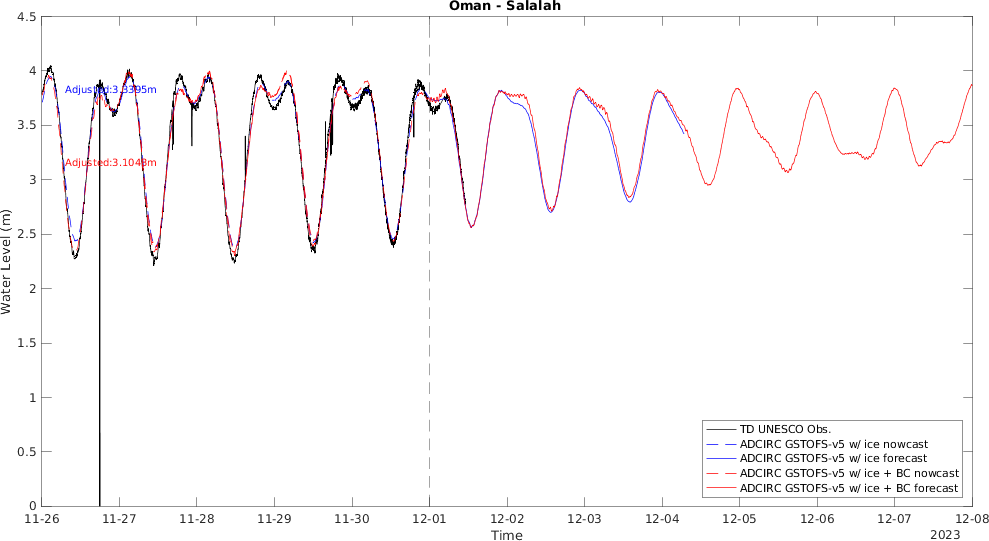 Oman - Salalah
4.5
4
3.5
3
2.5
2
1.5
1
0.5
0
Water Level (m)
Adjusted:3.3395m
Adjusted:3.1043m
TD UNESCO Obs.
ADCIRC GSTOFS-v5 w/ ice nowcast
ADCIRC GSTOFS-v5 w/ ice forecast
ADCIRC GSTOFS-v5 w/ ice + BC nowcast
ADCIRC GSTOFS-v5 w/ ice + BC forecast
11-26 11-27 11-28 11-29 11-30 12-01 12-02 12-03 12-04 12-05 12-06 12-07 12-08
Time
2023